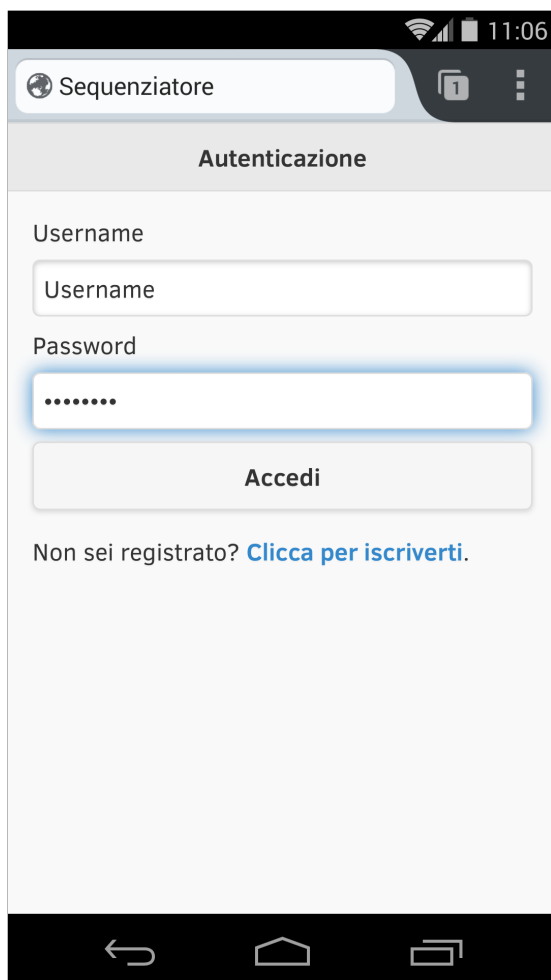 11:06
Sequenziatore
1
Autenticazione
Username
Username
Password
••••••••
Accedi
Non sei registrato? Clicca per iscriverti.